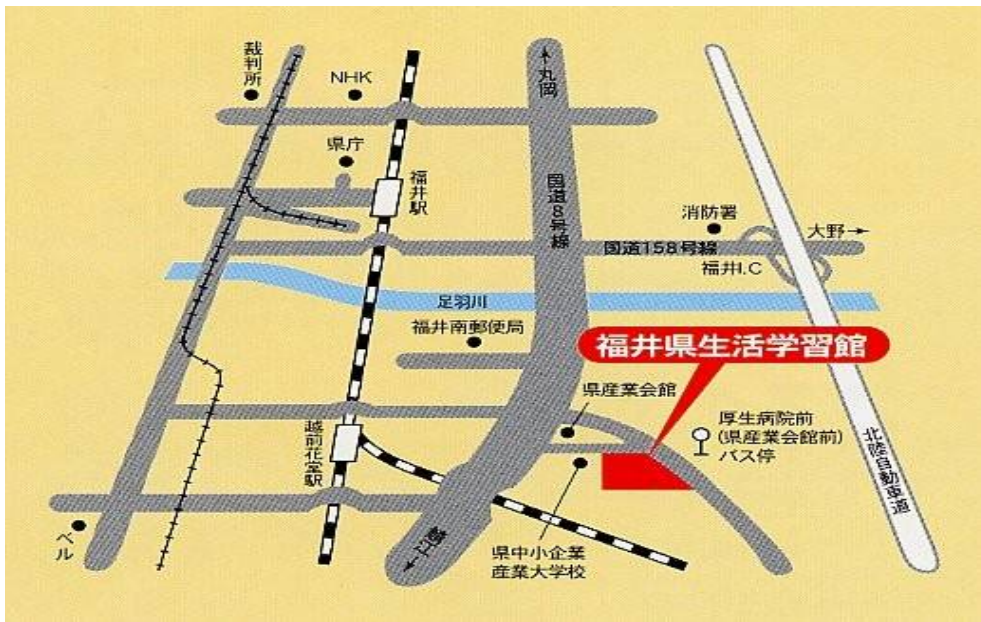 裁判所
NHK
↑丸岡
県庁
福井駅
国道8号線
消防署
大野→
国道158号線
福井I.C
足羽川
福井南郵便局
福井県生活学習館
県産業会館
厚生病院前
(県産業会館前)
バス停
越前花堂駅
北陸自動車道
ベル
鯖江
県中小企業
産業大学校